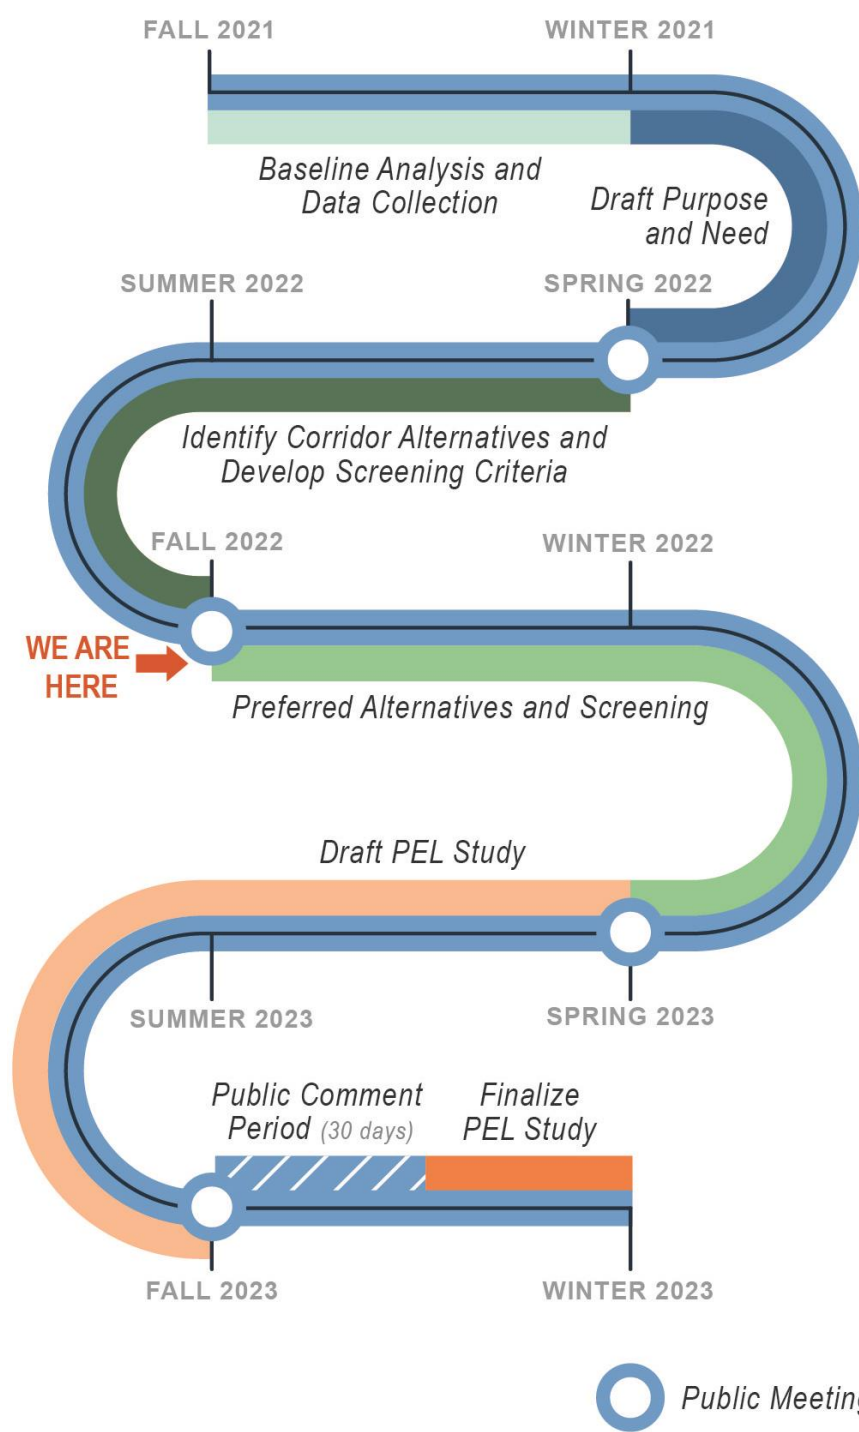 FALL 2021
WINTER 2021
Baseline Analysis and
Data Collection
Draft Purpose
and Need
SUMMER 2022
SPRING 2022
Identify Corridor Alternatives and
Develop Screening Criteria
FALL 2022
WINTER 2022
WE ARE
HERE
Preferred Alternatives and Screening
Draft PEL Study
SUMMER 2023
SPRING 2023
Public Comment
Period (30 days)
Finalize
PEL Study
FALL 2023
WINTER 2023
Public Meeting